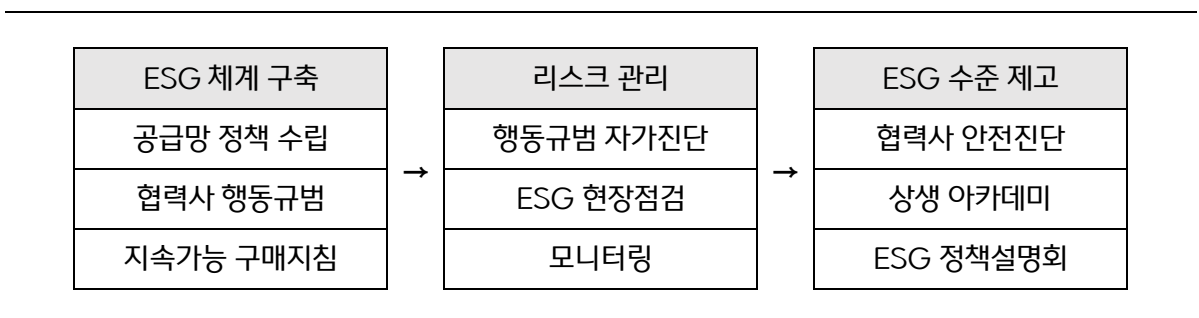 ESG 체계 구축
공급망 정책 수립
협력사 행동규범
지속가능 구매지침
→
리스크 관리
행동규범 자가진단
ESG 현장점검
모니터링
→
ESG 수준 제고
협력사 안전진단
상생 아카데미
ESG 정책설명회